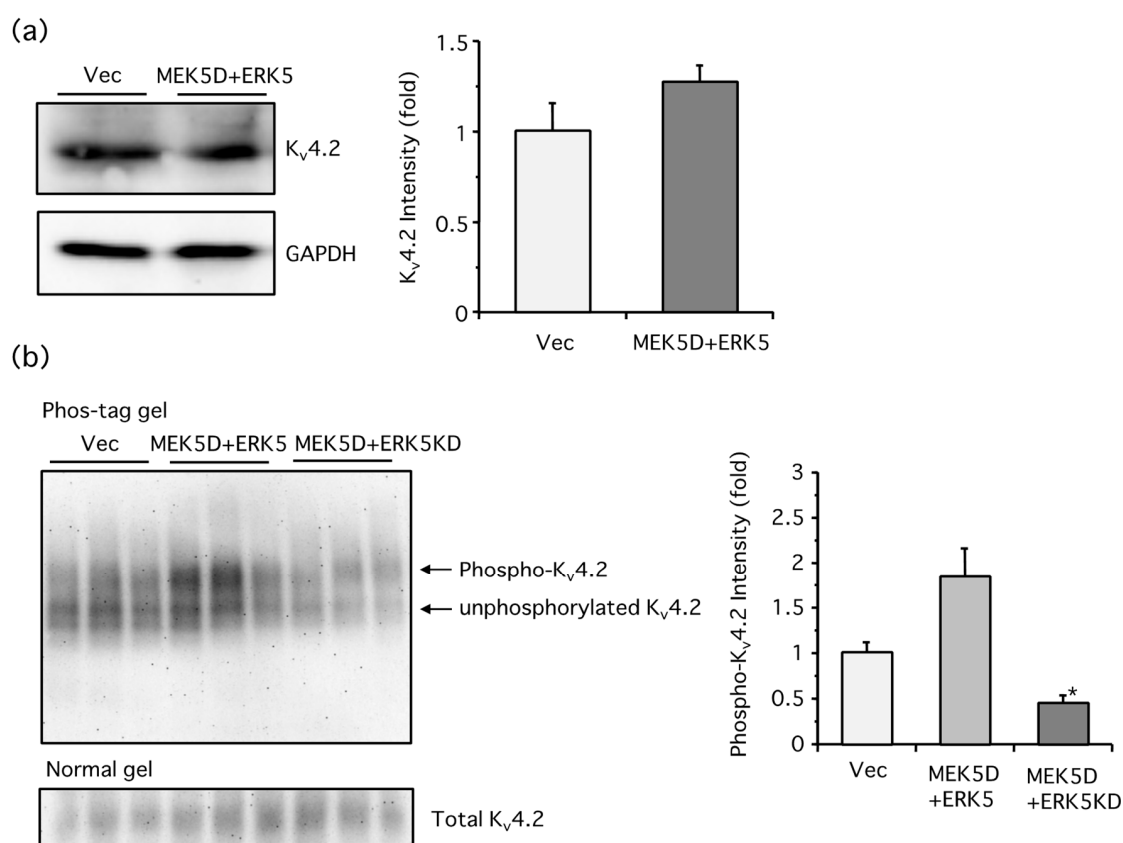 (a)
Vec MEK5D+ERK5
Kv4.2
GAPDH
Kv4.2 Intensity (fold)
1.5
1
0.5
0
Vec MEK5D+ERK5
(b)
Phos-tag gel
Vec MEK5D+ERK5 MEK5D+ERK5KD
Phospho-Kv4.2
unphosphorylated Kv4.2
Normal gel
Total Kv4.2
Phospho-Kv4.2 Intensity (fold)
3
2.5
2
1.5
1
0.5
0
*
Vec MEK5D MEK5D
+ERK5 +ERK5KD